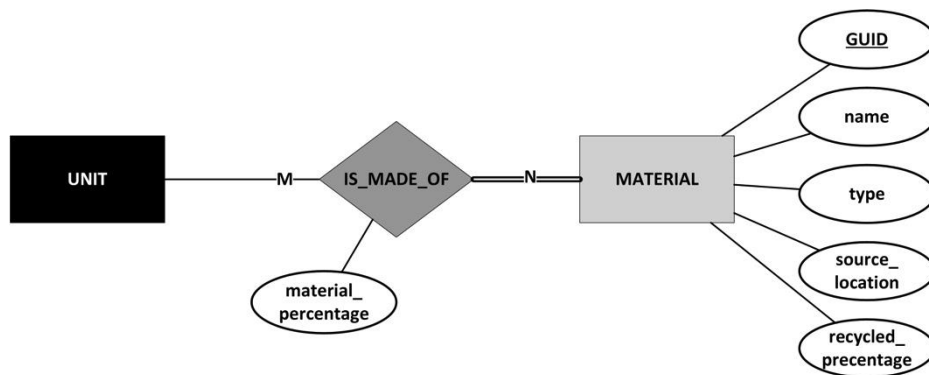 GUID
name
UNIT
M
IS_MADE_OF
N
MATERIAL
type
source_
location
material_
percentage
recycled_
precentage